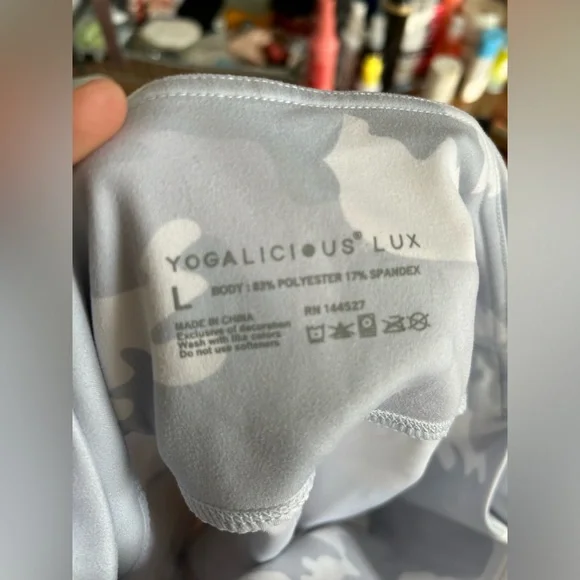 YOGALICIOUS® LUX
L BODY : 83% POLYESTER 17% SPANDEX
RN 144527
MADE IN CHINA
Exclusive of decoration
Wash with like colors
Do not use softeners